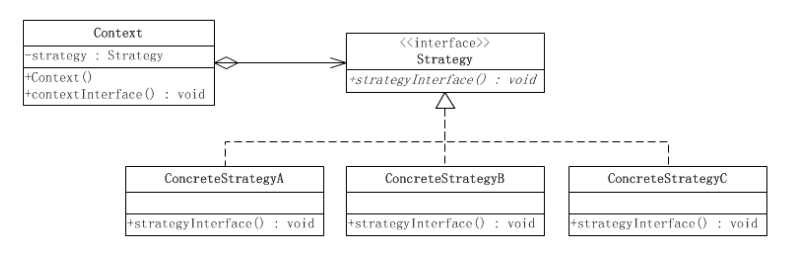 Context
-strategy : Strategy
+Context()
+contextInterface() : void
<<interface>>
Strategy
+strategyInterface() : void
ConcreteStrategyA
+strategyInterface() : void
ConcreteStrategyB
+strategyInterface() : void
ConcreteStrategyC
+strategyInterface() : void